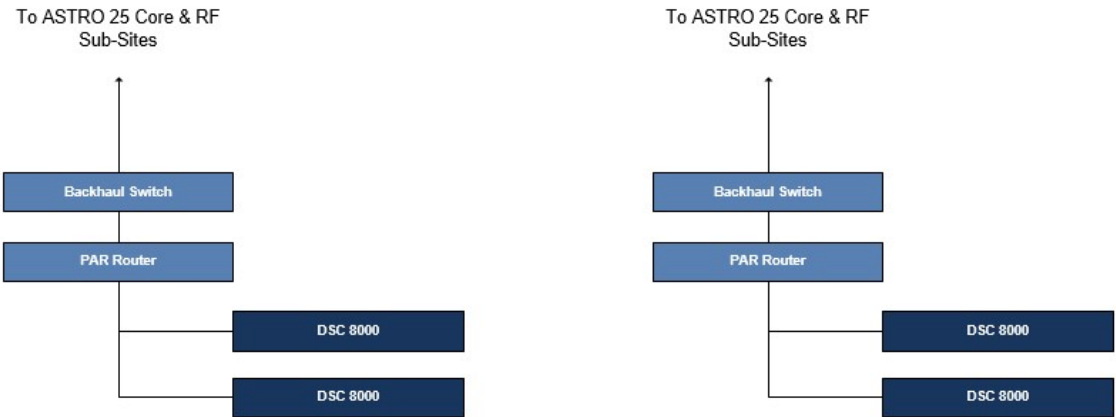 To ASTRO 25 Core & RF
Sub-Sites
Backhaul Switch
PAR Router
DSC 8000
DSC 8000
To ASTRO 25 Core & RF
Sub-Sites
Backhaul Switch
PAR Router
DSC 8000
DSC 8000